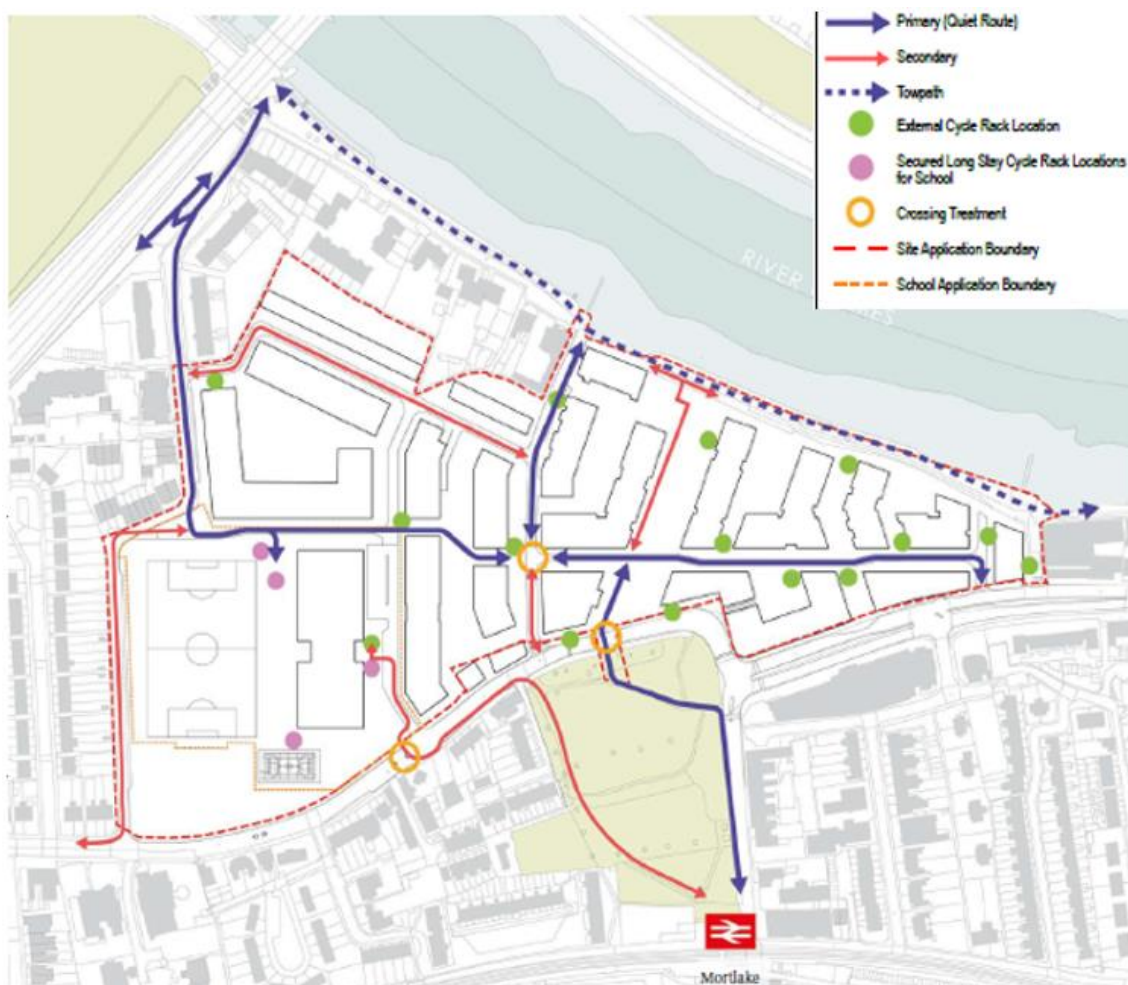 Primary (Quiet Route)
Secondary
Towpath
External Cycle Rack Location
Secured Long Stay Cycle Rack Locations
for School
Crossing Treatment
Site Application Boundary
School Application Boundary
RIVER
Mortlake